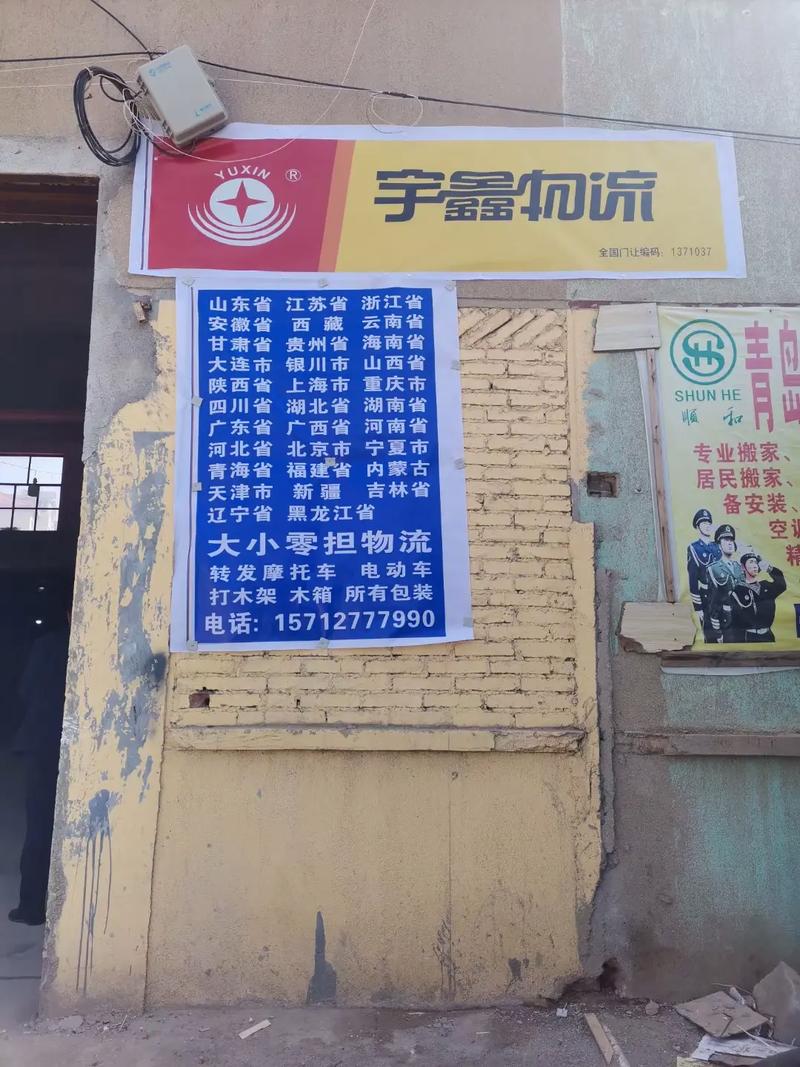 YUXIN
®
宇鑫物流
全国门让编码：1371037
山东省 江苏省 浙江省
安徽省 西藏 云南省
甘肃省 贵州省 海南省
大连市 银川市 山西省
陕西省 上海市 重庆市
四川省 湖北省 湖南省
广东省 广西省 河南省
河北省 北京市 宁夏市
青海省 福建省 内蒙古
天津市 新疆 吉林省
辽宁省 黑龙江省
大小零担物流
转发摩托车 电动车
打木架 木箱 所有包装
电话: 15712777990
SHUN HE
顺和
青岛
专业搬家、
居民搬家、
备安装、
空调
精